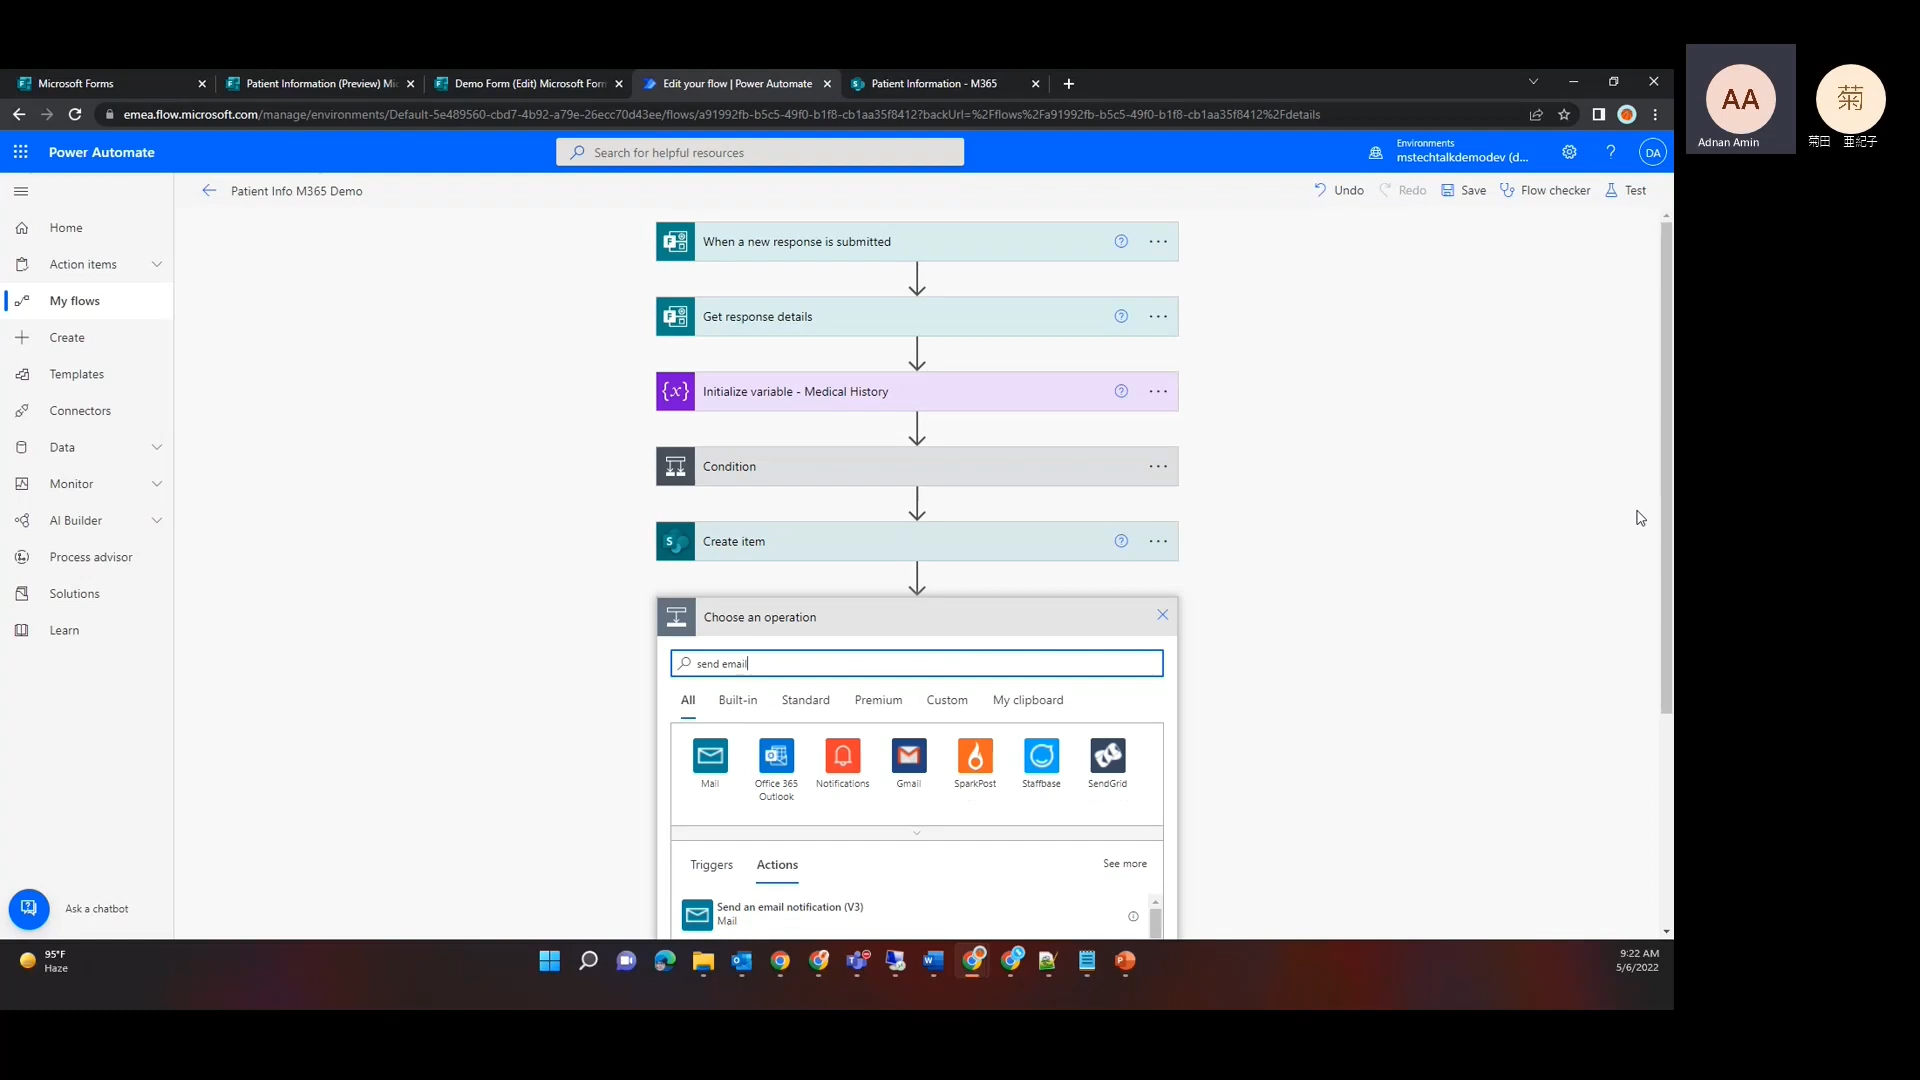 Microsoft Forms
Patient Information (Preview) Mi
Demo Form (Edit) Microsoft Form
Edit your flow | Power Automate
Patient Information - M365
emea.flow.microsoft.com/manage/environments/Default-5e489560-cbd7-4b92-a79e-26ecc70d43ee/flows/a91992fb-b5c5-49f0-b1f8-cb1aa35f8412?backUrl=%2Fflows%2Fa91992fb-b5c5-49f0-b1f8-cb1aa35f8412%2Fdetails
AA
Adnan Amin
菊
菊田 亜紀子
Power Automate
Search for helpful resources
Environments
mstechtalkdemodev (d...
?
DA
Patient Info M365 Demo
Undo
Redo
Save
Flow checker
Test
Home
Action items
My flows
Create
Templates
Connectors
Data
Monitor
AI Builder
Process advisor
Solutions
Learn
Ask a chatbot
When a new response is submitted
Get response details
{x} Initialize variable - Medical History
Condition
Create item
Choose an operation
send email
All
Built-in
Standard
Premium
Custom
My clipboard
Mail
Office 365
Outlook
Notifications
Gmail
SparkPost
Staffbase
SendGrid
Triggers
Actions
See more
Send an email notification (V3)
Mail
95°F
Haze
9:22 AM
5/6/2022